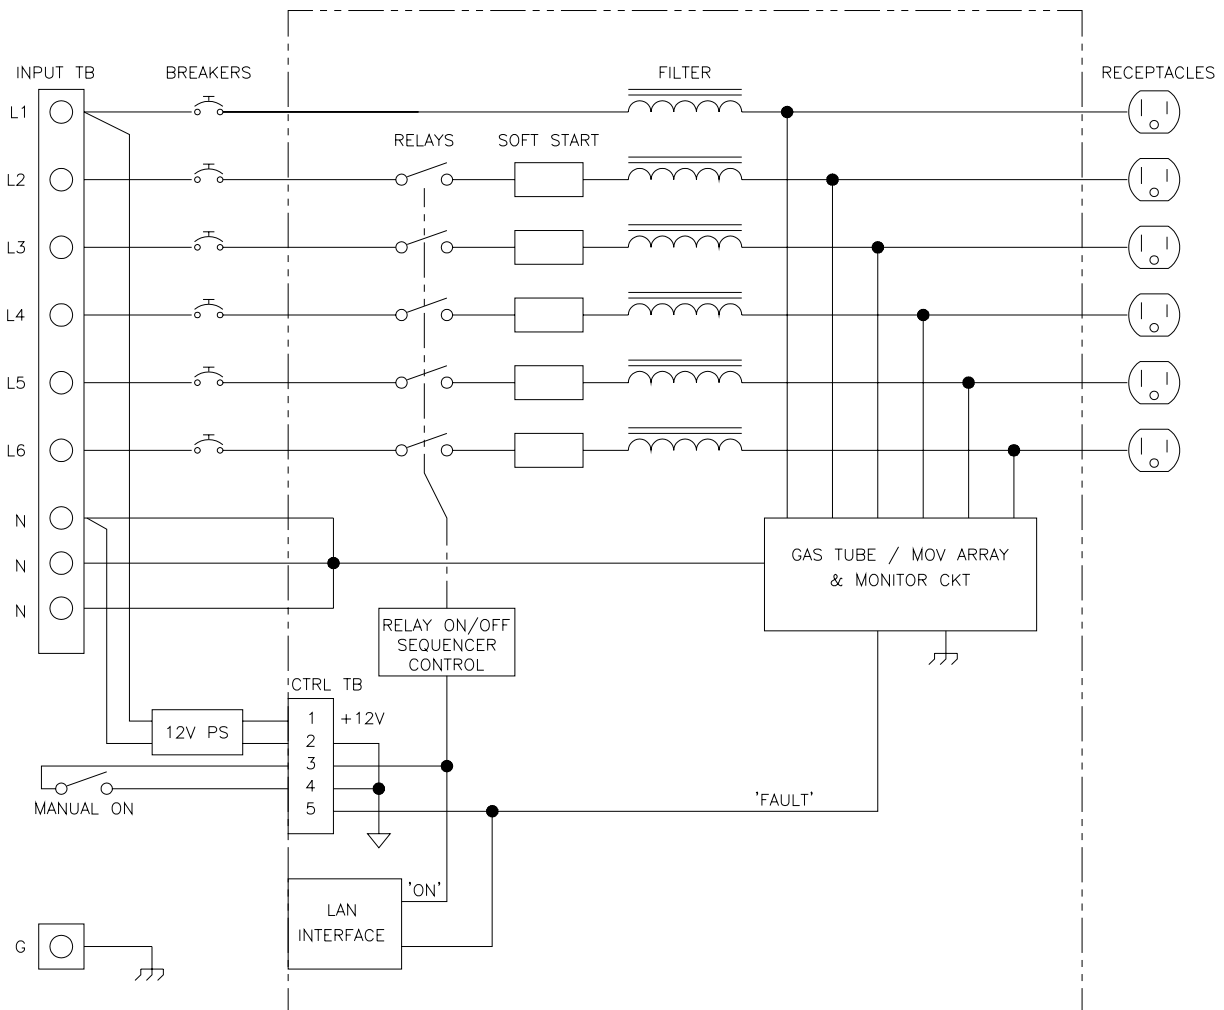 INPUT TB
BREAKERS
FILTER
RECEPTACLES
L1
RELAYS
SOFT START
L2
L3
L4
L5
L6
N
GAS TUBE / MOV ARRAY
& MONITOR CKT
N
N
RELAY ON/OFF
SEQUENCER
CONTROL
CTRL TB
1
+12V
12V PS
2
3
4
5
MANUAL ON
'FAULT'
'ON'
LAN
INTERFACE
G